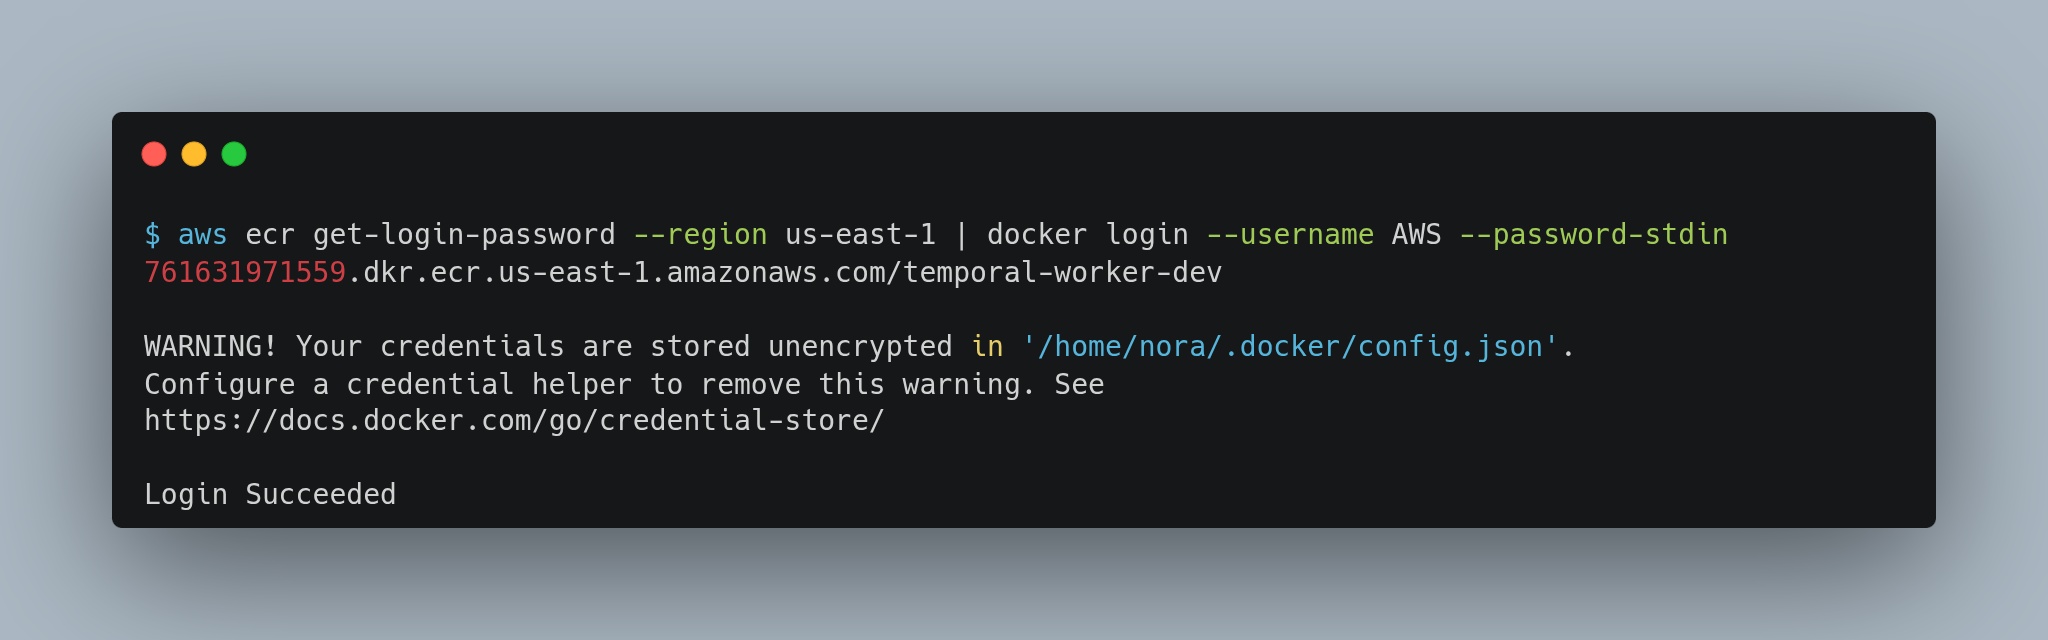 $ aws ecr get-login-password --region us-east-1 | docker login --username AWS --password-stdin
761631971559.dkr.ecr.us-east-1.amazonaws.com/temporal-worker-dev
WARNING! Your credentials are stored unencrypted in '/home/nora/.docker/config.json'.
Configure a credential helper to remove this warning. See
https://docs.docker.com/go/credential-store/
Login Succeeded